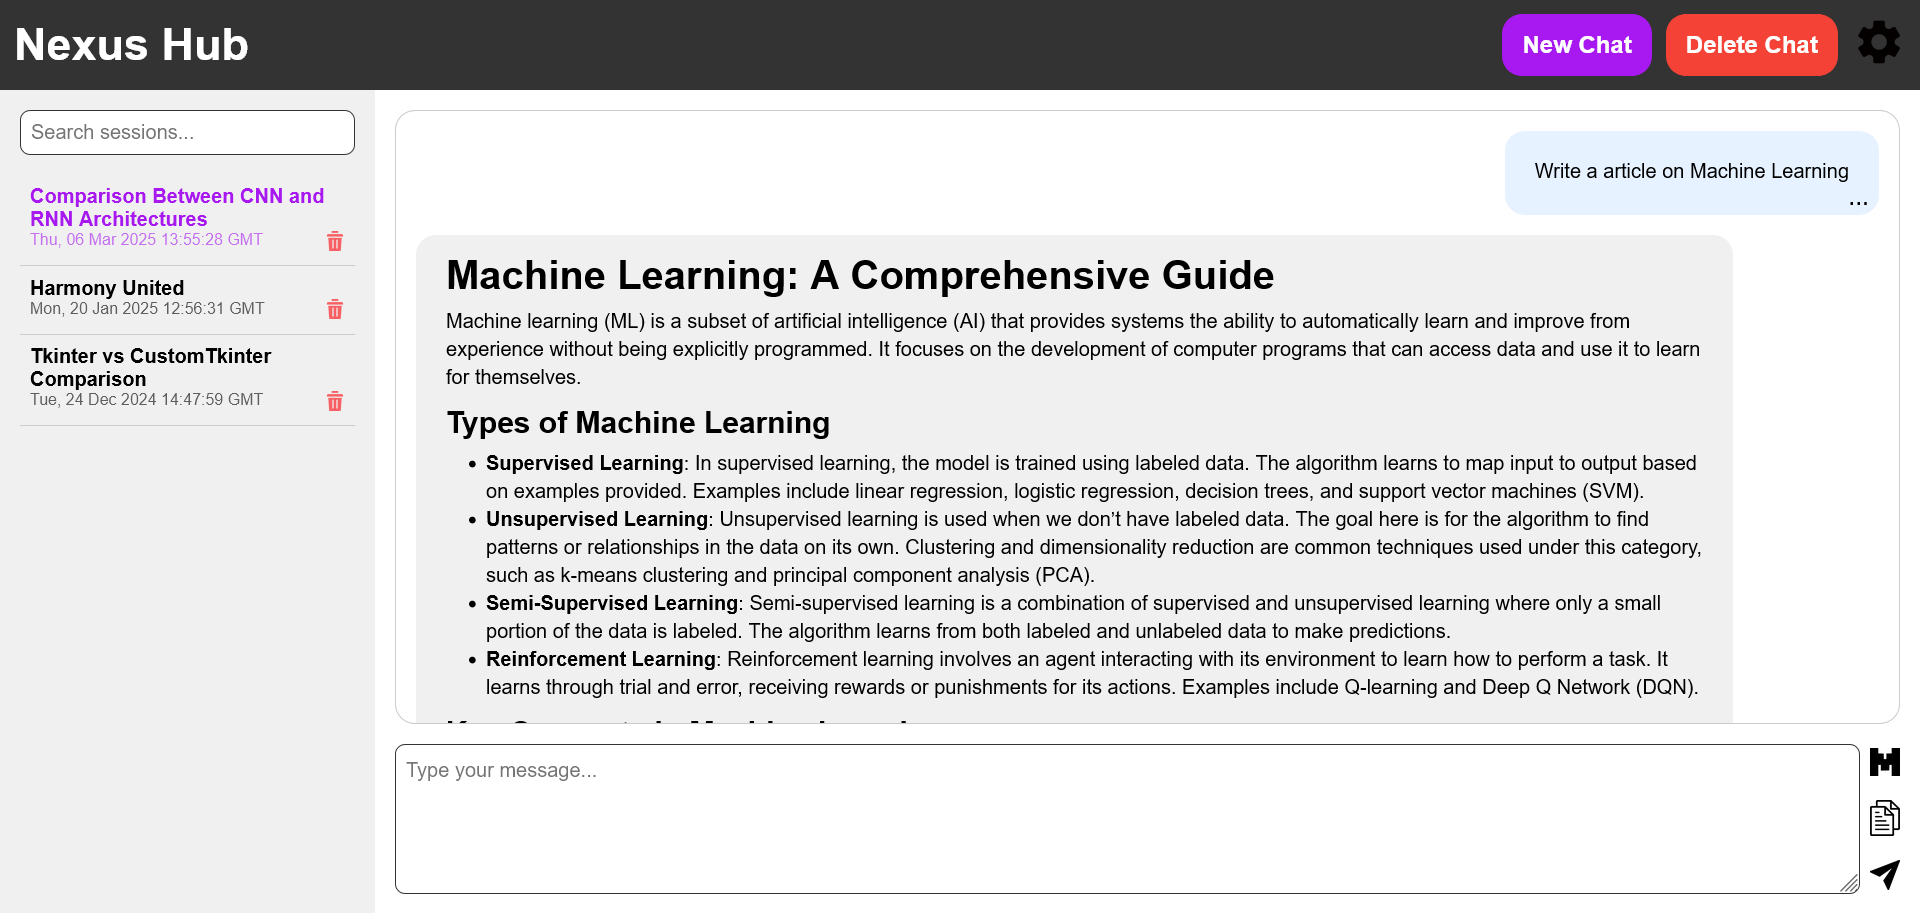 Nexus Hub
New Chat
Delete Chat
Search sessions...
Comparison Between CNN and
RNN Architectures
Thu, 06 Mar 2025 13:55:28 GMT
Harmony United
Mon, 20 Jan 2025 12:56:31 GMT
Tkinter vs CustomTkinter
Comparison
Tue, 24 Dec 2024 14:47:59 GMT
Write a article on Machine Learning
...
Machine Learning: A Comprehensive Guide
Machine learning (ML) is a subset of artificial intelligence (AI) that provides systems the ability to automatically learn and improve from
experience without being explicitly programmed. It focuses on the development of computer programs that can access data and use it to learn
for themselves.
Types of Machine Learning
• Supervised Learning: In supervised learning, the model is trained using labeled data. The algorithm learns to map input to output based
on examples provided. Examples include linear regression, logistic regression, decision trees, and support vector machines (SVM).
• Unsupervised Learning: Unsupervised learning is used when we don’t have labeled data. The goal here is for the algorithm to find
patterns or relationships in the data on its own. Clustering and dimensionality reduction are common techniques used under this category,
such as k-means clustering and principal component analysis (PCA).
• Semi-Supervised Learning: Semi-supervised learning is a combination of supervised and unsupervised learning where only a small
portion of the data is labeled. The algorithm learns from both labeled and unlabeled data to make predictions.
• Reinforcement Learning: Reinforcement learning involves an agent interacting with its environment to learn how to perform a task. It
learns through trial and error, receiving rewards or punishments for its actions. Examples include Q-learning and Deep Q Network (DQN).
Type your message...